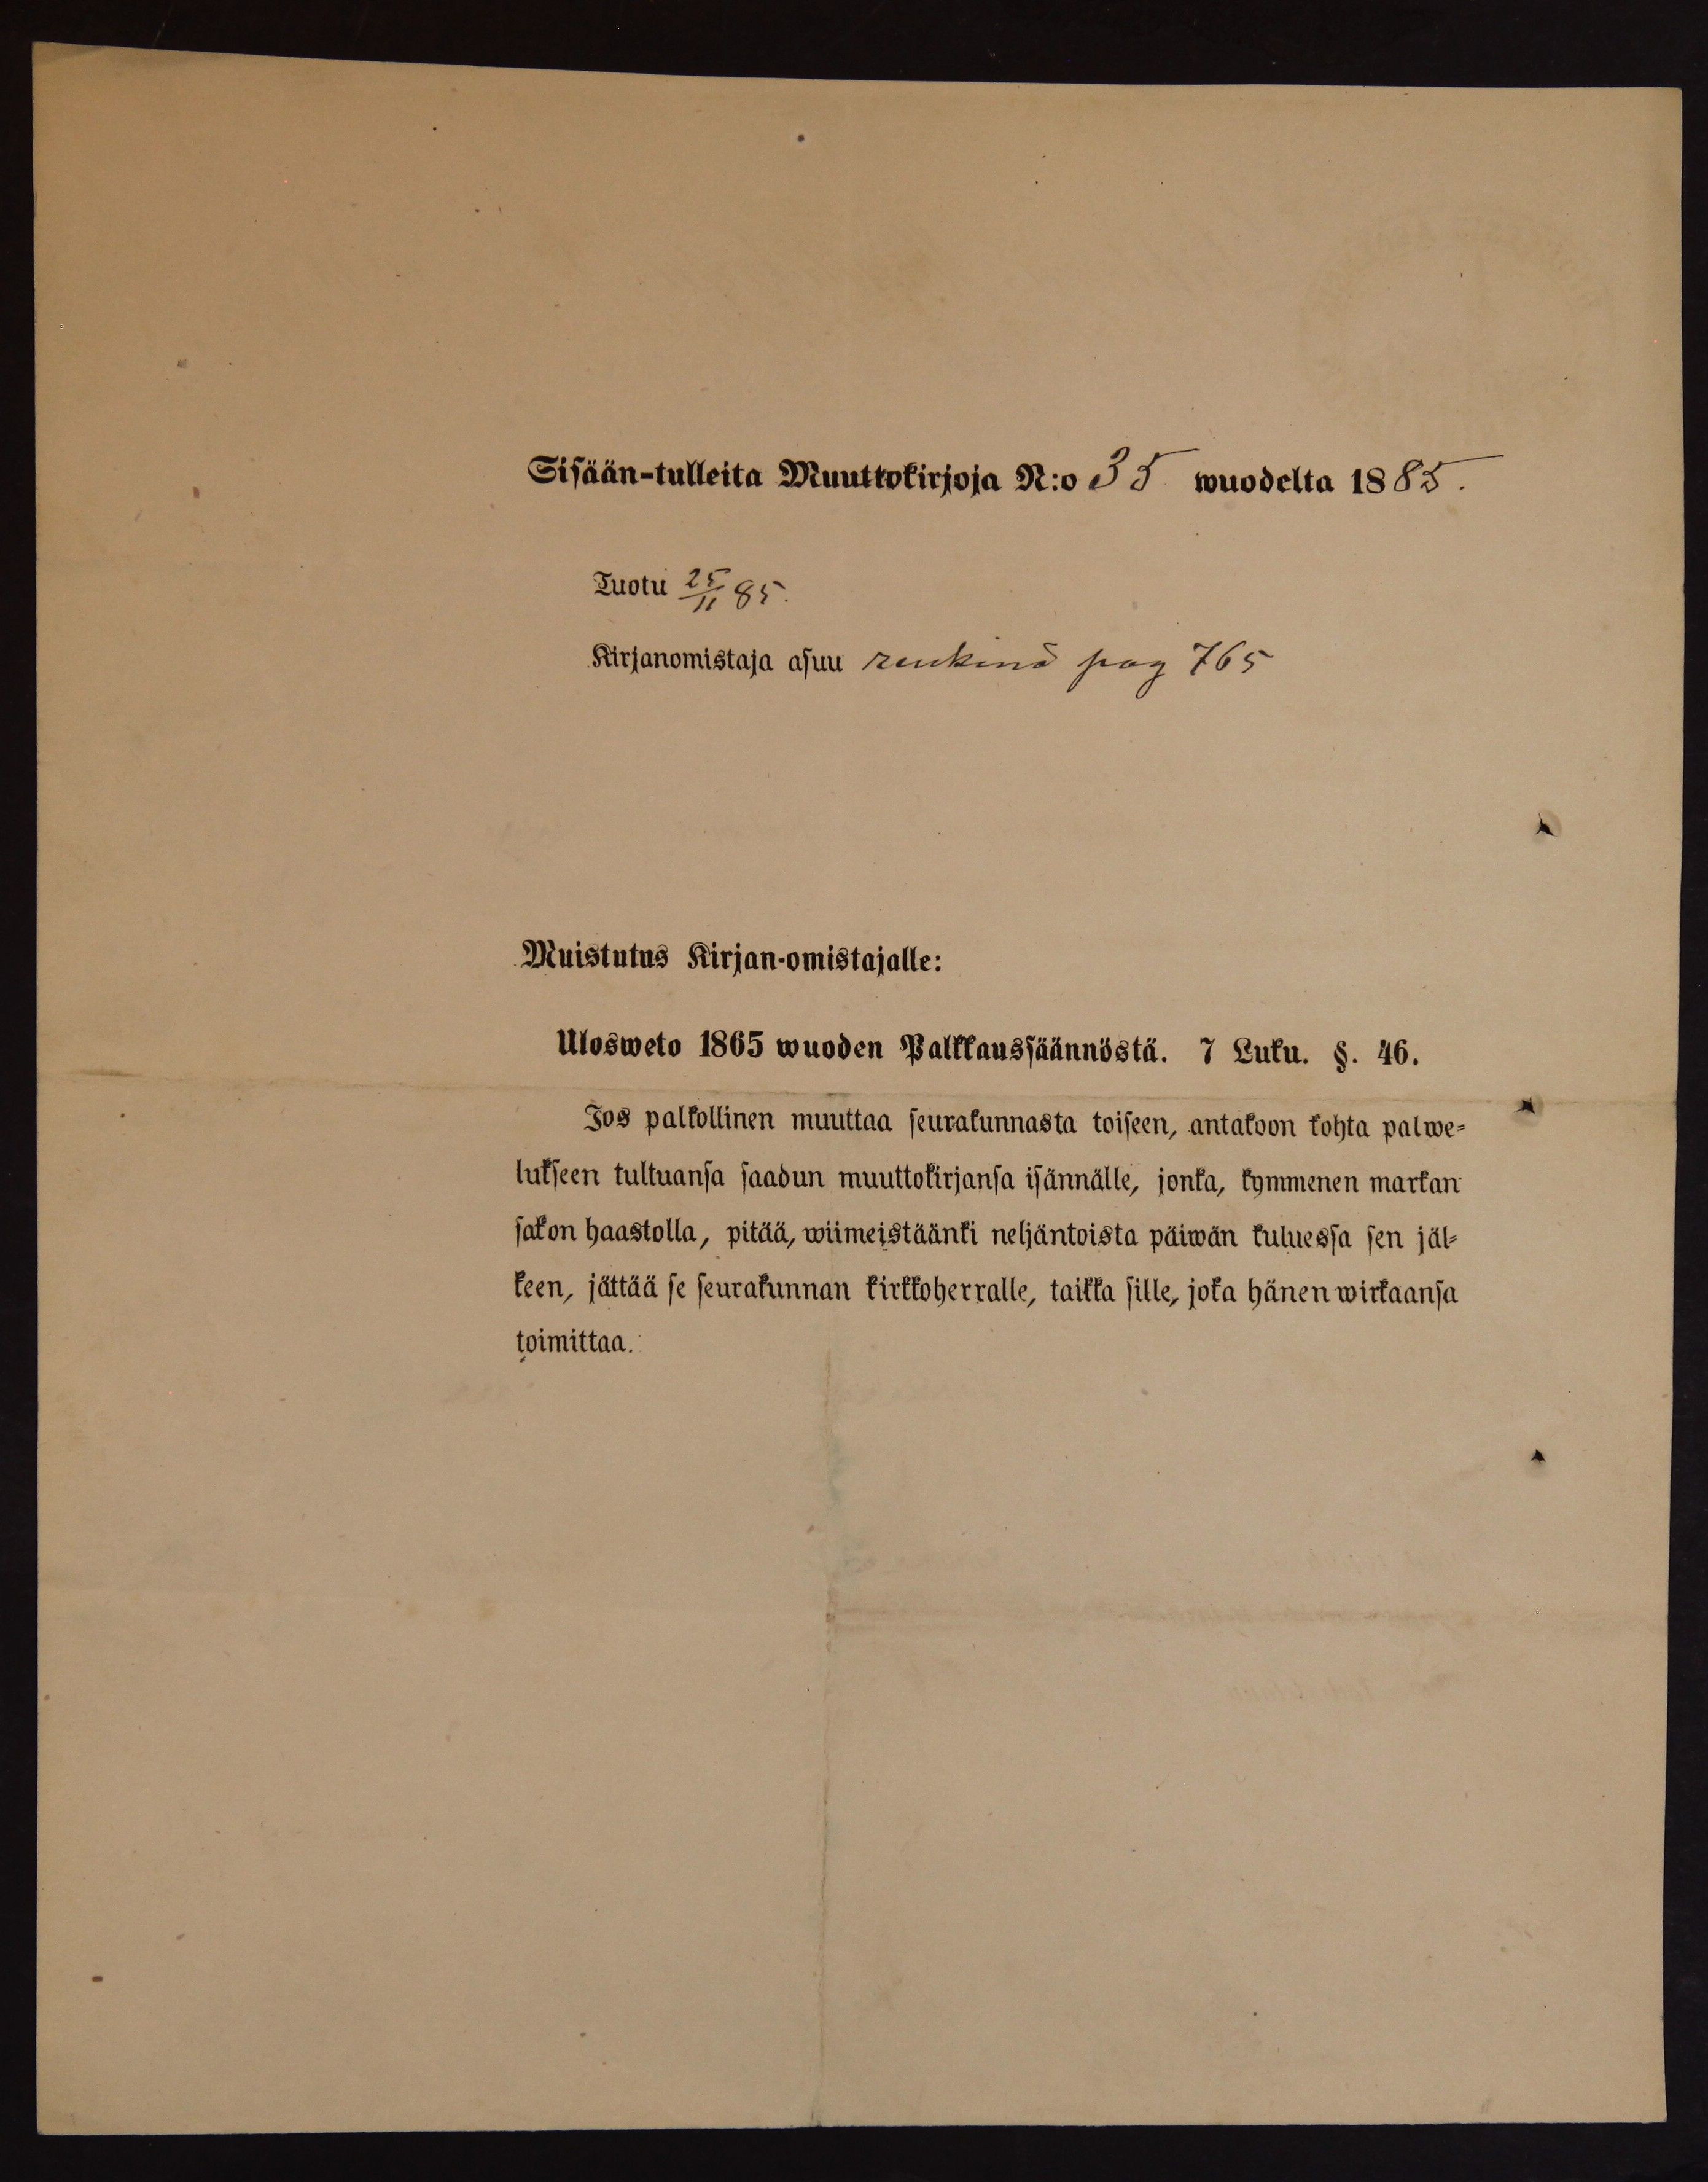 Sisään-tulleita Muuttokirjoja N:o 35 wuodelta 1885.
Tuotu 25/11 85.
Kirjanomistaja asuu renkinä pag 765
Muistutus Kirjan-omistajalle:
Ulosweto 1865 wuoden Palkkaussäännöstä. 7 Luku. §. 46.
Jos palkollinen muuttaa seurakunnasta toiseen, antakoon kohta palwe-
lukseen tultuansa saadun muuttokirjansa isännälle, jonka, kymmenen markan
sakon haastolla, pitää, wiimeistäänki neljäntoista päiwän kuluessa sen jäl-
keen, jättää se seurakunnan kirkkoherralle, taikka sille, joka hänen wirkaansa
toimittaa.